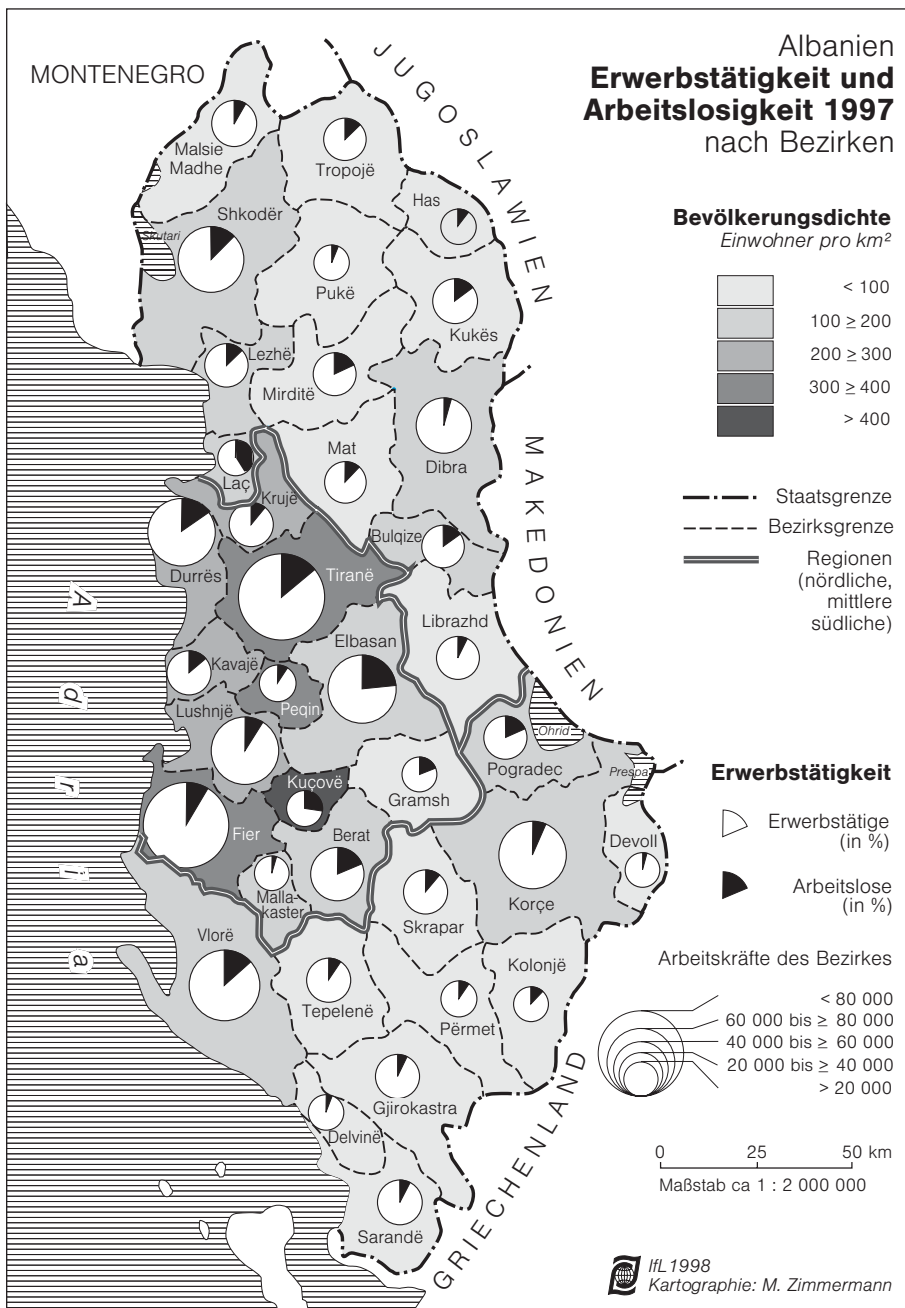 Albanien
Erwerbstätigkeit und
Arbeitslosigkeit 1997
nach Bezirken
MONTENEGRO
JUGOSLAWIEN
MAKEDONIEN
GRIECHENLAND
Adria
Malsie
Madhe
Tropojë
Has
Shkodër
Skutari
Pukë
Kukës
Lezhë
Mirditë
Dibra
Mat
Laç
Krujë
Bulqize
Durrës
Tiranë
Librazhd
Elbasan
Kavajë
Peqin
Lushnjë
Ohrid
Pogradec
Prespa
Gramsh
Kuçovë
Fier
Berat
Devoll
Korçe
Malla-
kaster
Skrapar
Vlorë
Kolonjë
Tepelenë
Përmet
Gjirokastra
Delvinë
Sarandë
Bevölkerungsdichte
Einwohner pro km²
< 100
100 ≥ 200
200 ≥ 300
300 ≥ 400
> 400
Staatsgrenze
Bezirksgrenze
Regionen
(nördliche,
mittlere
südliche)
Erwerbstätigkeit
Erwerbstätige
(in %)
Arbeitslose
(in %)
Arbeitskräfte des Bezirkes
< 80 000
60 000 bis ≥ 80 000
40 000 bis ≥ 60 000
20 000 bis ≥ 40 000
> 20 000
0 25 50 km
Maßstab ca 1 : 2 000 000
IfL1998
Kartographie: M. Zimmermann